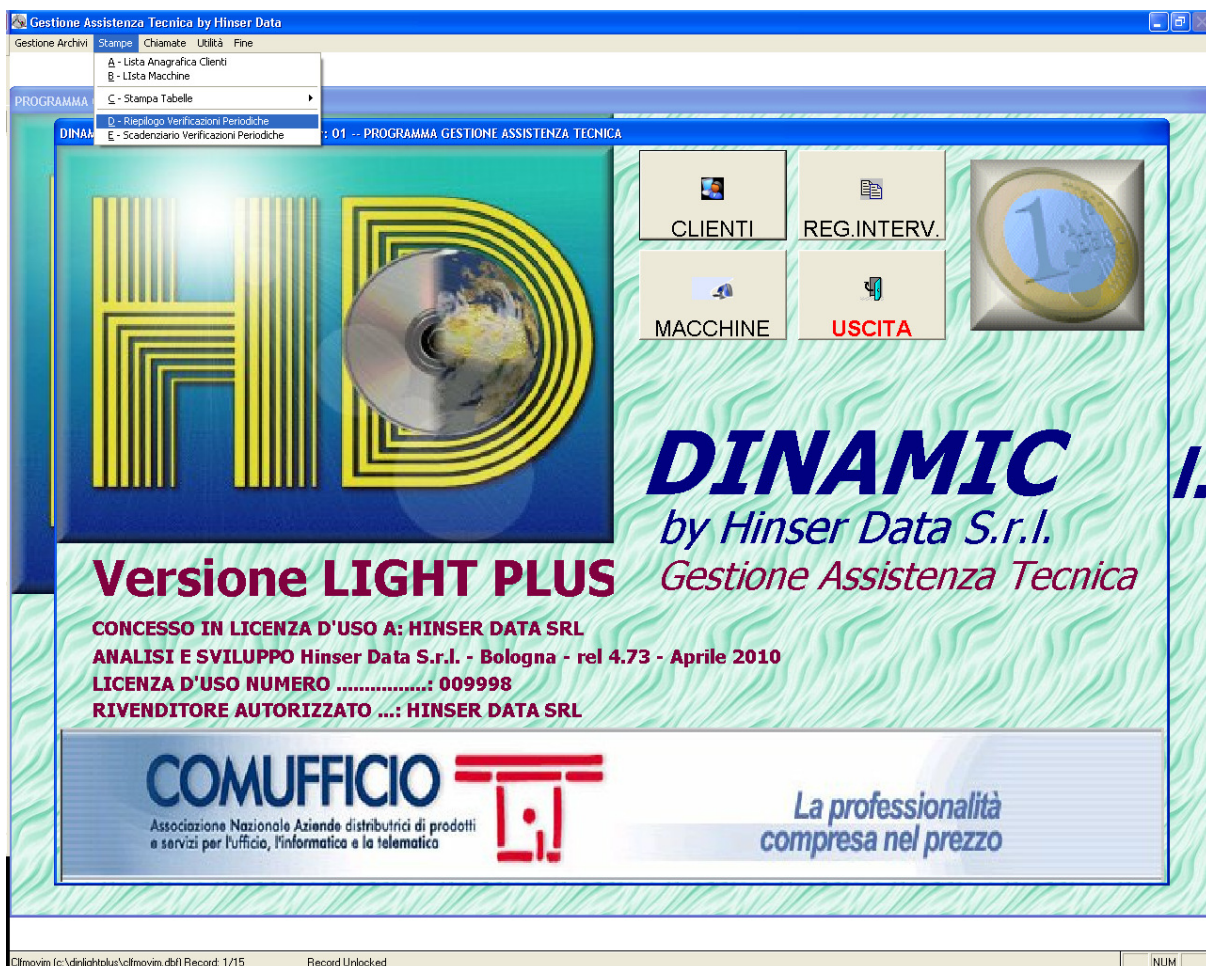 Gestione Assistenza Tecnica by Hinser Data
Gestione Archivi Stampe Chiamate Utilità Fine
A - Lista Anagrafica Clienti
B - LIsta Macchine
C - Stampa Tabelle
D - Riepilogo Verificazioni Periodiche
E - Scadenziario Verificazioni Periodiche
PROGRAMMA
DINAM : 01 -- PROGRAMMA GESTIONE ASSISTENZA TECNICA
HD
CLIENTI
REG.INTERV.
MACCHINE
USCITA
1
DINAMIC
by Hinser Data S.r.l.
Gestione Assistenza Tecnica
l.
Versione LIGHT PLUS
CONCESSO IN LICENZA D'USO A: HINSER DATA SRL
ANALISI E SVILUPPO Hinser Data S.r.l. - Bologna - rel 4.73 - Aprile 2010
LICENZA D'USO NUMERO ................: 009998
RIVENDITORE AUTORIZZATO ...: HINSER DATA SRL
COMUFFICIO
Associazione Nazionale Aziende distributrici di prodotti
e servizi per l'ufficio, l'informatica e la telematica
La professionalità
compresa nel prezzo
Clfmovim (c:\dinlightplus\clfmovim.dbf) Record: 1/15 Record Unlocked NUM